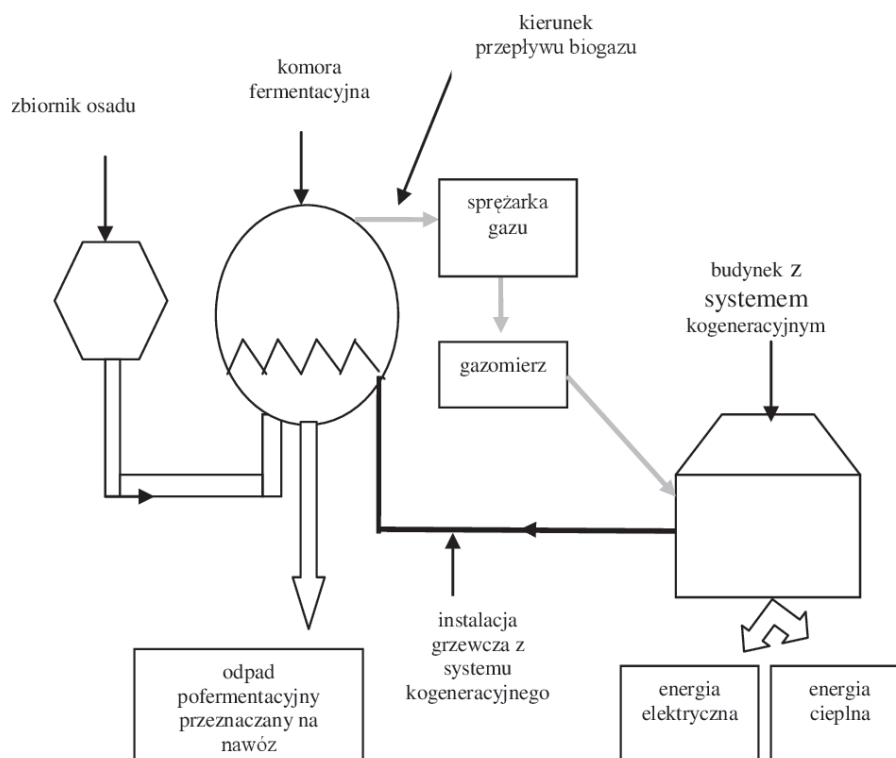 kierunek
przepływu biogazu
komora
fermentacyjna
zbiornik osadu
sprężarka
gazu
budynek z
systemem
kogeneracyjnym
gazomierz
instalacja
grzewcza z
systemu
kogeneracyjnego
odpad
pofermentacyjny
przeznaczany na
nawóz
energia
elektryczna
energia
cieplna